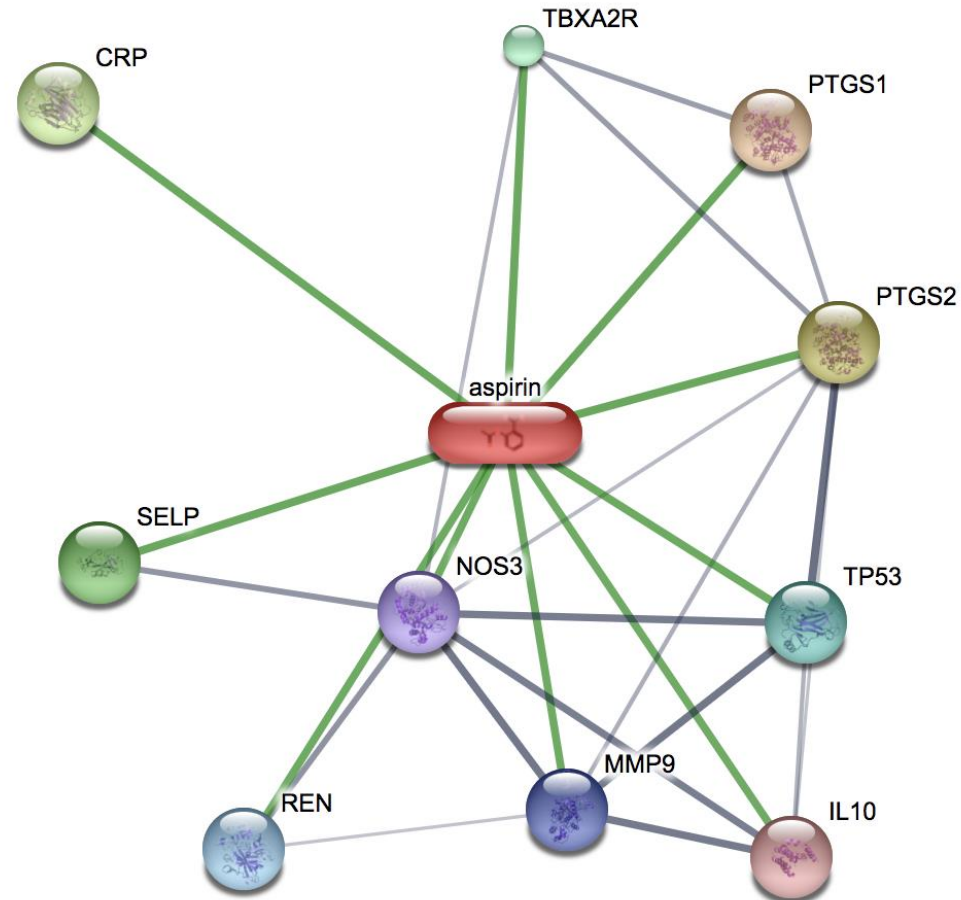 TBXA2R
CRP
PTGS1
PTGS2
aspirin
SELP
NOS3
TP53
MMP9
REN
IL10